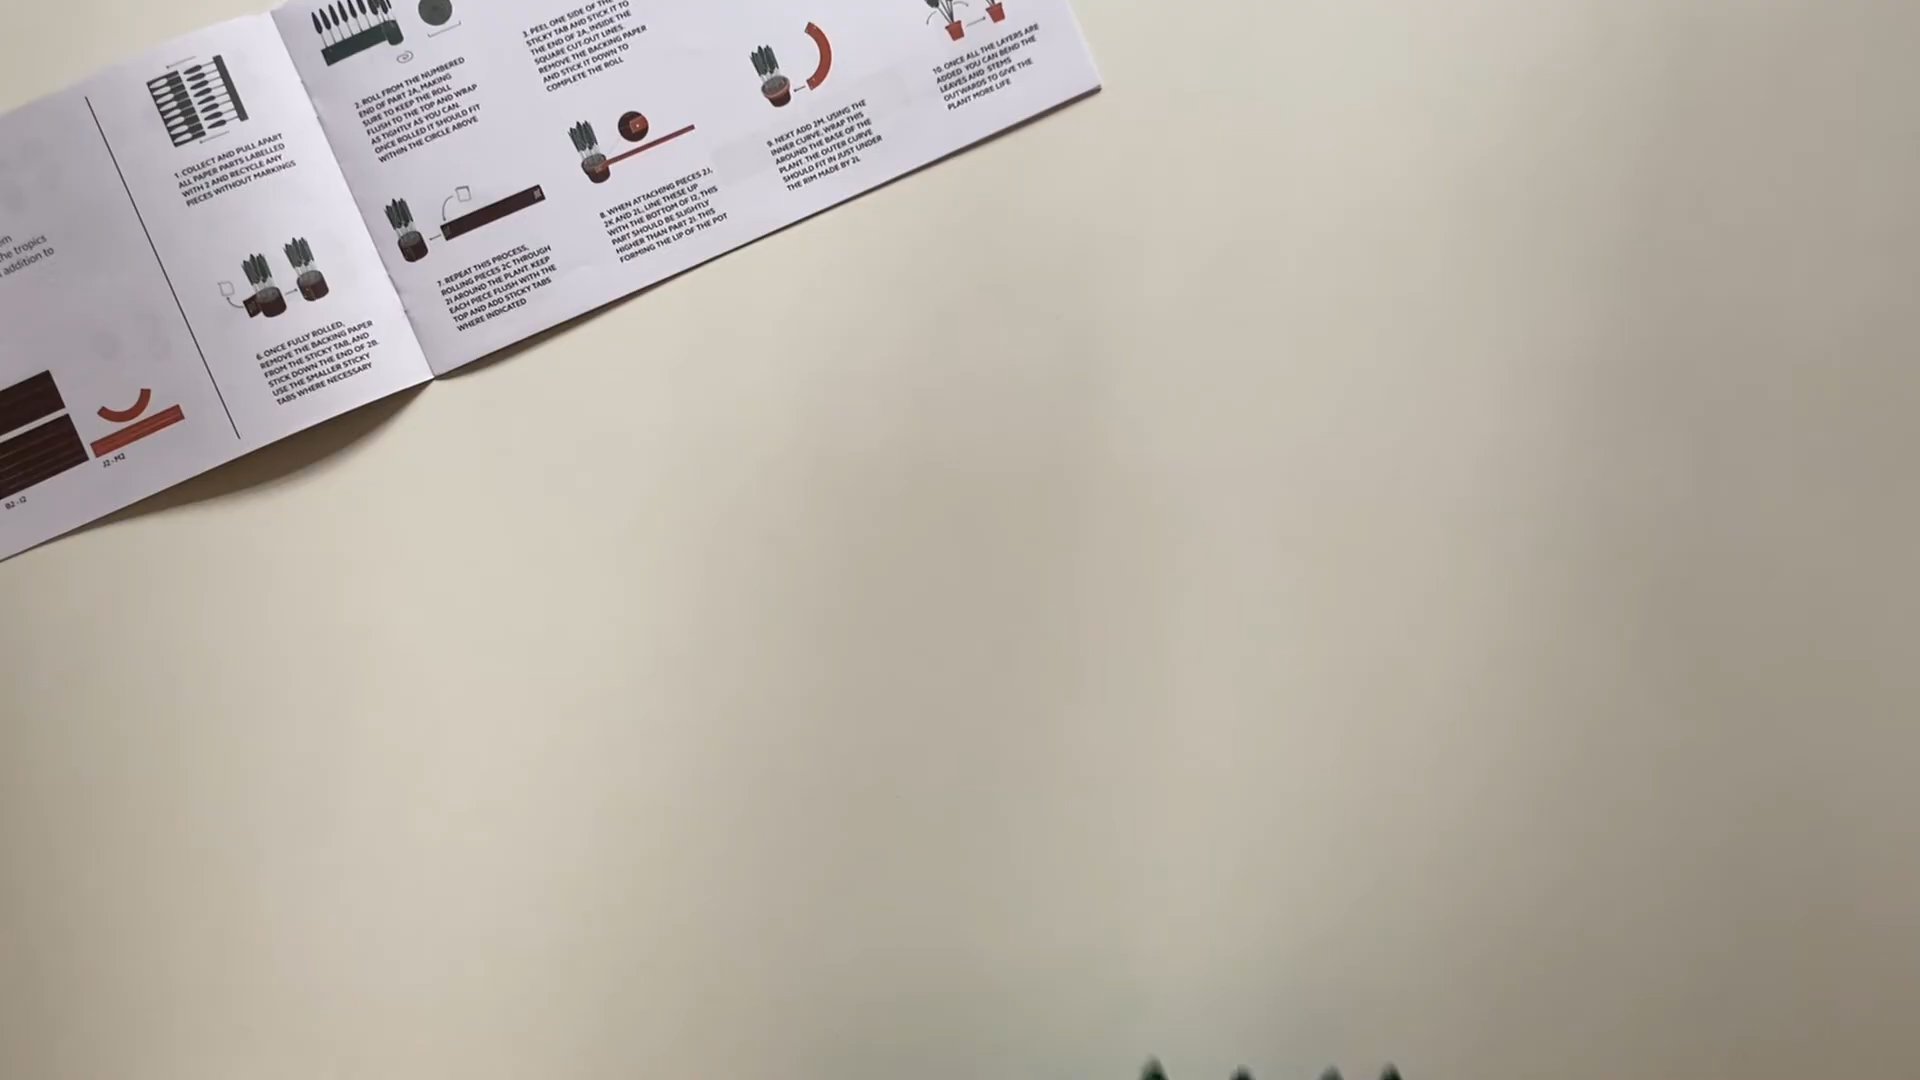 m
he tropics
addition to
B2 - I2
J2 - M2
1. COLLECT AND PULL APART
ALL PAPER PARTS LABELLED
WITH 2 AND RECYCLE ANY
PIECES WITHOUT MARKINGS
2. ROLL FROM THE NUMBERED
END OF PART 2A, MAKING
SURE TO KEEP THE ROLL
FLUSH TO THE TOP AND WRAP
AS TIGHTLY AS YOU CAN.
ONCE ROLLED IT SHOULD FIT
WITHIN THE CIRCLE ABOVE
3. PEEL ONE SIDE OF THE
STICKY TAB AND STICK IT TO
THE END OF 2A, INSIDE THE
SQUARE CUT-OUT LINES.
REMOVE THE BACKING PAPER
AND STICK IT DOWN TO
COMPLETE THE ROLL
6. ONCE FULLY ROLLED,
REMOVE THE BACKING PAPER
FROM THE STICKY TAB, AND
STICK DOWN THE END OF 2B.
USE THE SMALLER STICKY
TABS WHERE NECESSARY
7. REPEAT THIS PROCESS,
ROLLING PIECES 2C THROUGH
2I AROUND THE PLANT. KEEP
EACH PIECE FLUSH WITH THE
TOP AND ADD STICKY TABS
WHERE INDICATED
8. WHEN ATTACHING PIECES 2J,
2K AND 2L, LINE THESE UP
WITH THE BOTTOM OF I2, THIS
PART SHOULD BE SLIGHTLY
HIGHER THAN PART 2I. THIS
FORMING THE LIP OF THE POT
9. NEXT ADD 2M. USING THE
INNER CURVE, WRAP THIS
AROUND THE BASE OF THE
PLANT. THE OUTER CURVE
SHOULD FIT IN JUST UNDER
THE RIM MADE BY 2L
10. ONCE ALL THE LAYERS ARE
ADDED YOU CAN BEND THE
LEAVES AND STEMS
OUTWARDS TO GIVE THE
PLANT MORE LIFE